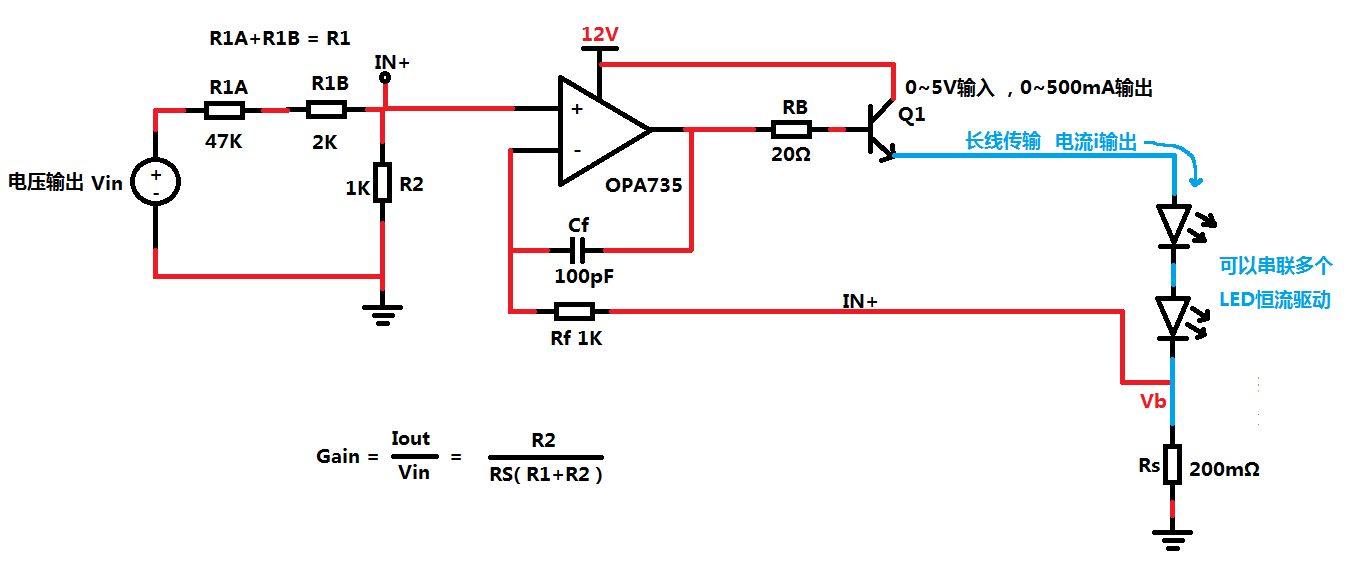 R1A+R1B = R1
12V
IN+
R1A
R1B
0~5V输入 ，0~500mA输出
RB
Q1
+
47K
2K
长线传输 电流i输出
20Ω
-
电压输出 Vin
+
-
1K
R2
OPA735
Cf
可以串联多个
100pF
LED恒流驱动
IN+
Rf 1K
Vb
Gain = Iout
Vin
= R2
RS( R1+R2 )
Rs
200mΩ